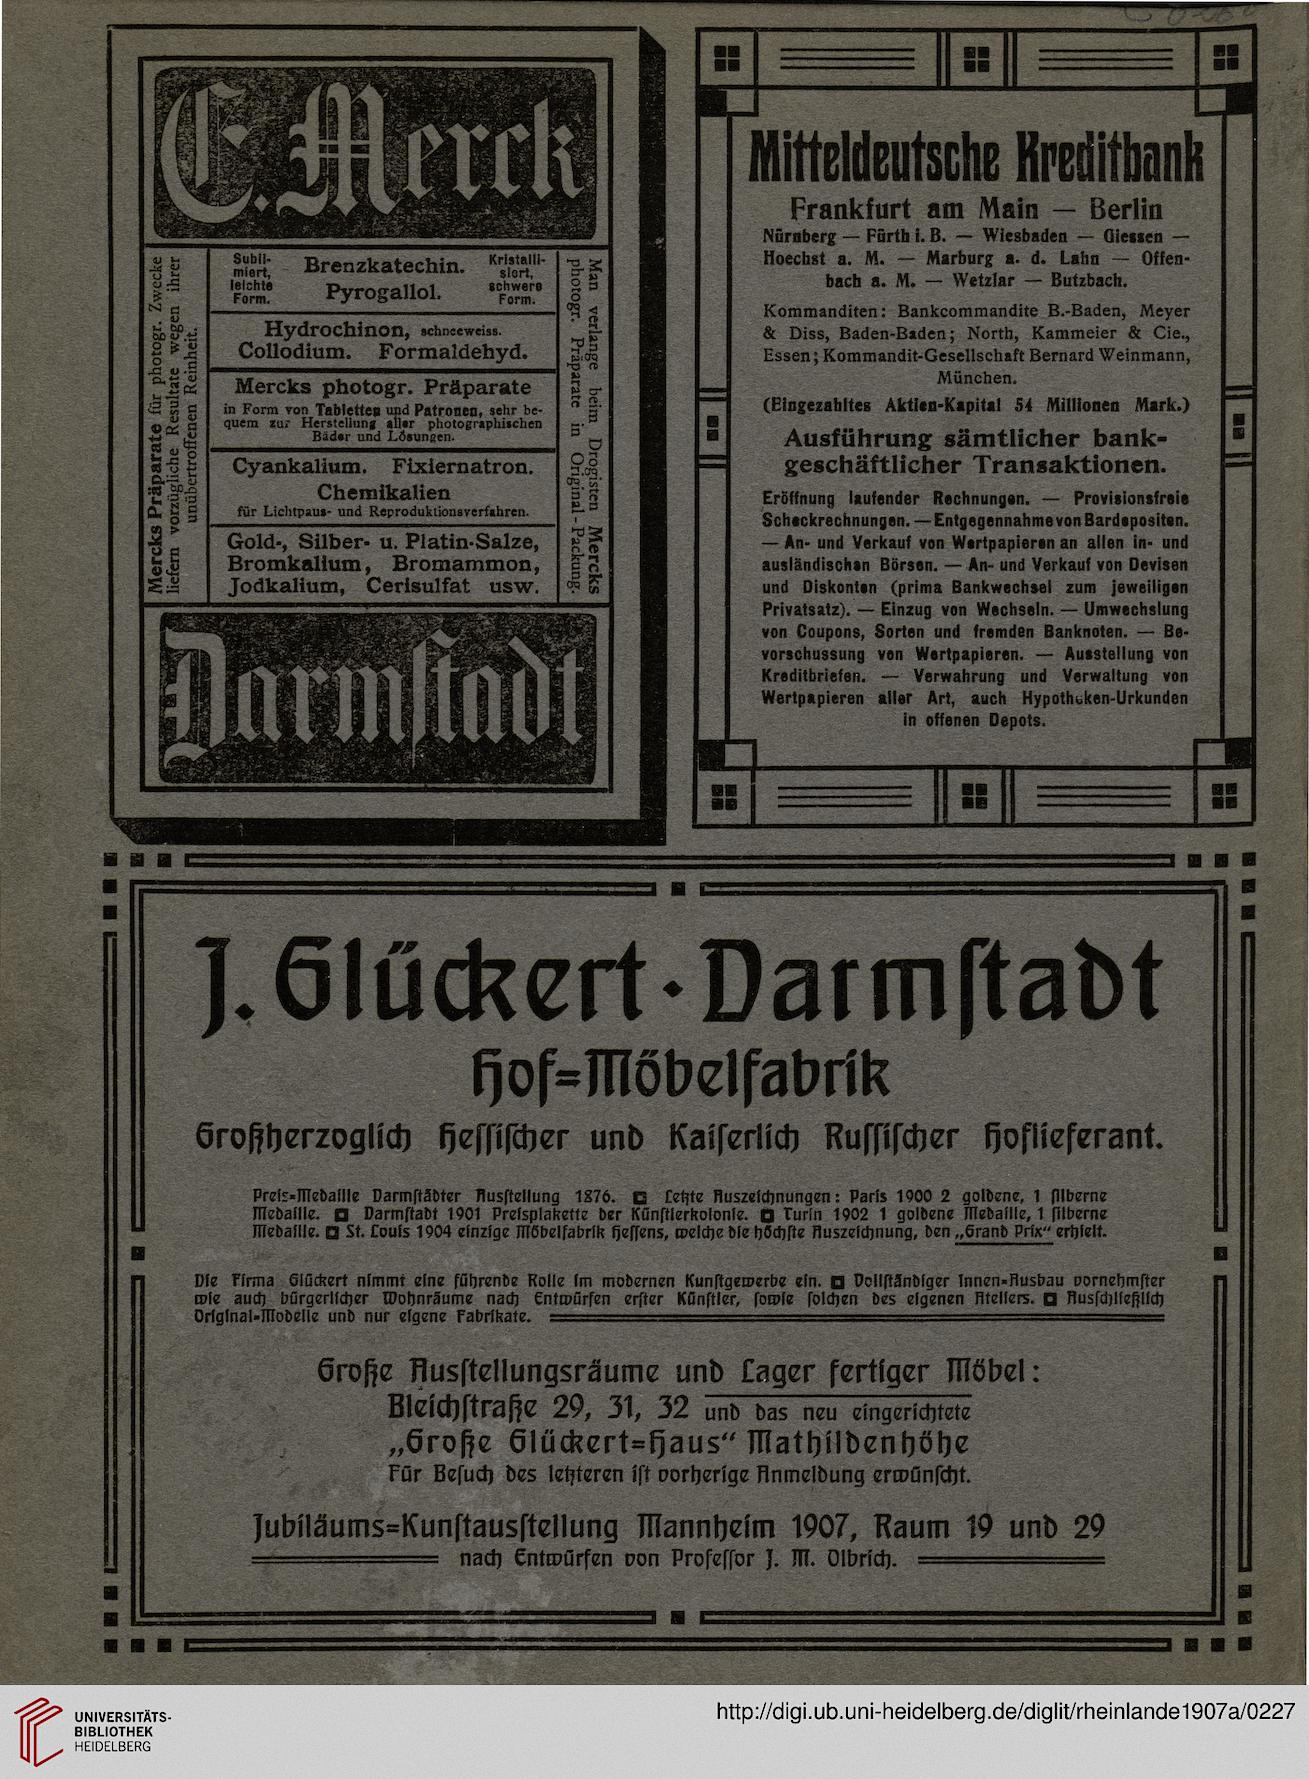 E. Merck
Mercks Präparate für photogr. Zwecke
liefern vorzügliche Resultate wegen ihrer
unübertroffenen Reinheit.
Subli-
miert,
leichte
Form.
Brenzkatechin.
Pyrogallol.
Kristalli-
siert,
schwere
Form.
Hydrochinon, schneeweiss.
Collodium. Formaldehyd.
Mercks photogr. Präparate
in Form von Tabletten und Patronen, sehr be-
quem zur Herstellung aller photographischen
Bäder und Lösungen.
Cyankalium. Fixiernatron.
Chemikalien
für Lichtpaus- und Reproduktionsverfahren.
Gold-, Silber- u. Platin-Salze,
Bromkalium, Bromammon,
Jodkalium, Cerisulfat usw.
Man verlange beim Drogisten Mercks
photogr. Präparate in Original-Packung.
Darmſtadt
Mitteldeutsche Kreditbank
Frankfurt am Main — Berlin
Nürnberg — Fürth i. B. — Wiesbaden — Giessen —
Hoechst a. M. — Marburg a. d. Lahn — Offen-
bach a. M. — Wetzlar — Butzbach.
Kommanditen: Bankcommandite B.-Baden, Meyer
& Diss, Baden-Baden; North, Kammeier & Cie.,
Essen; Kommandit-Gesellschaft Bernard Weinmann,
München.
(Eingezahltes Aktien-Kapital 54 Millionen Mark.)
Ausführung sämtlicher bank-
geschäftlicher Transaktionen.
Eröffnung laufender Rechnungen. — Provisionsfreie
Scheckrechnungen. — Entgegennahme von Bardepositen.
— An- und Verkauf von Wertpapieren an allen in- und
ausländischen Börsen. — An- und Verkauf von Devisen
und Diskonten (prima Bankwechsel zum jeweiligen
Privatsatz). — Einzug von Wechseln. — Umwechslung
von Coupons, Sorten und fremden Banknoten. — Be-
vorschussung von Wertpapieren. — Ausstellung von
Kreditbriefen. — Verwahrung und Verwaltung von
Wertpapieren aller Art, auch Hypotheken-Urkunden
in offenen Depots.
J. Glückert · Darmſtadt
Hof=Möbelfabrik
Großherzoglich Heſſiſcher und Kaiſerlich Ruſſiſcher Hoflieferant.
Preis=Medaille Darmſtädter Ausſtellung 1876. Letzte Auszeichnungen: Paris 1900 2 goldene, 1 ſilberne
Medaille. Darmſtadt 1901 Preisplakette der Künſtlerkolonie. Turin 1902 1 goldene Medaille, 1 ſilberne
Medaille. St. Louis 1904 einzige Möbelfabrik Heſſens, welche die höchſte Auszeichnung, den „Grand Prix“ erhielt.
Die Firma Glückert nimmt eine führende Rolle im modernen Kunſtgewerbe ein. Vollſtändiger Innen=Ausbau vornehmſter
wie auch bürgerlicher Wohnräume nach Entwürfen erſter Künſtler, ſowie ſolchen des eigenen Ateliers. Ausſchließlich
Original=Modelle und nur eigene Fabrikate.
Große Ausſtellungsräume und Lager fertiger Möbel:
Bleichſtraße 29, 31, 32 und das neu eingerichtete
„Große Glückert=Haus“ Mathildenhöhe
Für Beſuch des letzteren iſt vorherige Anmeldung erwünſcht.
Jubiläums=Kunſtausſtellung Mannheim 1907, Raum 19 und 29
nach Entwürfen von Profeſſor J. M. Olbrich.
UNIVERSITÄTS-
BIBLIOTHEK
HEIDELBERG
http://digi.ub.uni-heidelberg.de/diglit/rheinlande1907a/0227